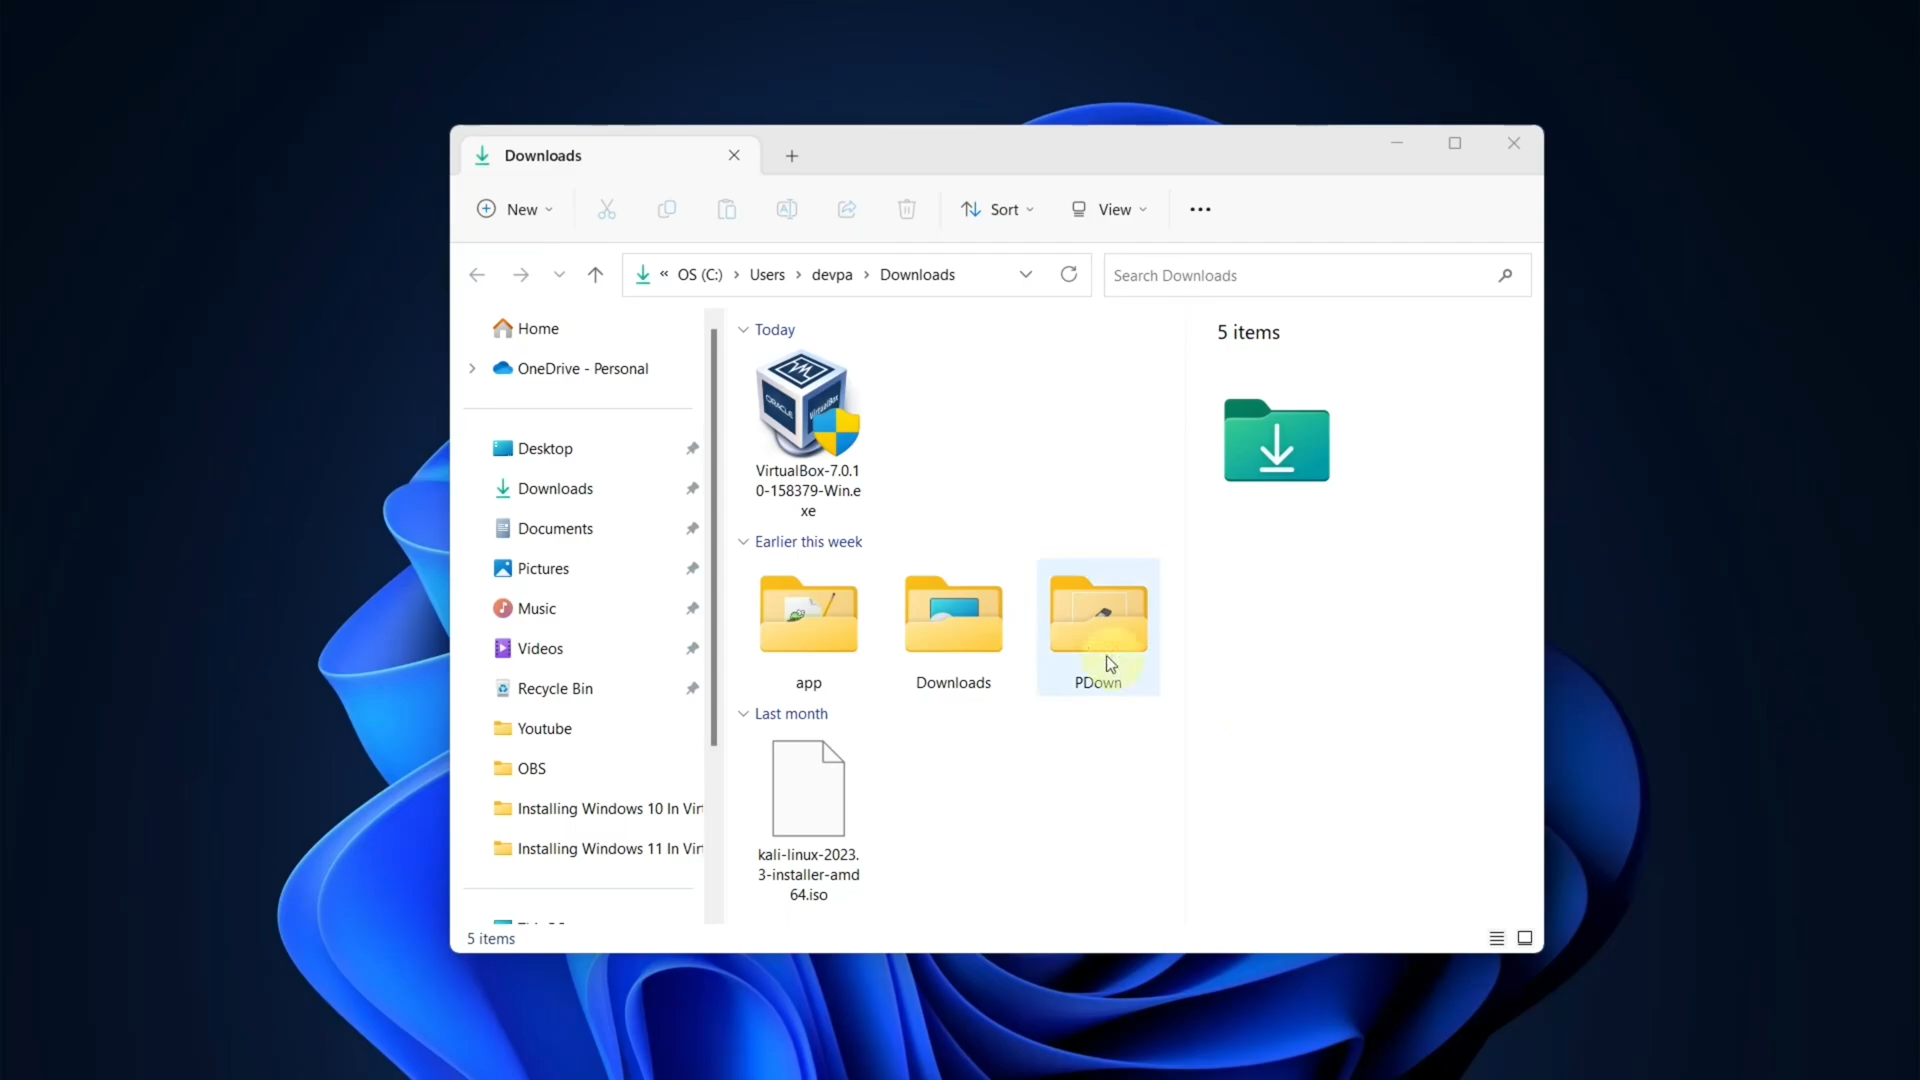 Downloads
New
Sort
View
« OS (C:) › Users › devpa › Downloads
Search Downloads
Home
OneDrive - Personal
Desktop
Downloads
Documents
Pictures
Music
Videos
Recycle Bin
Youtube
OBS
Installing Windows 10 In Vir
Installing Windows 11 In Vir
5 items
Today
ORACLE
VirtualBox
VirtualBox-7.0.1
0-158379-Win.e
xe
Earlier this week
app
Downloads
PDown
Last month
kali-linux-2023.
3-installer-amd
64.iso
5 items